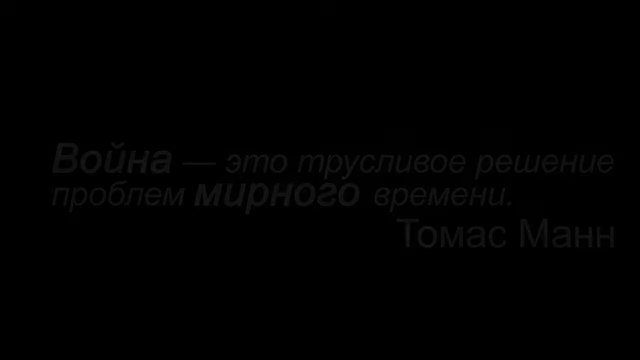 Война — это трусливое решение
проблем мирного времени.
Томас Манн